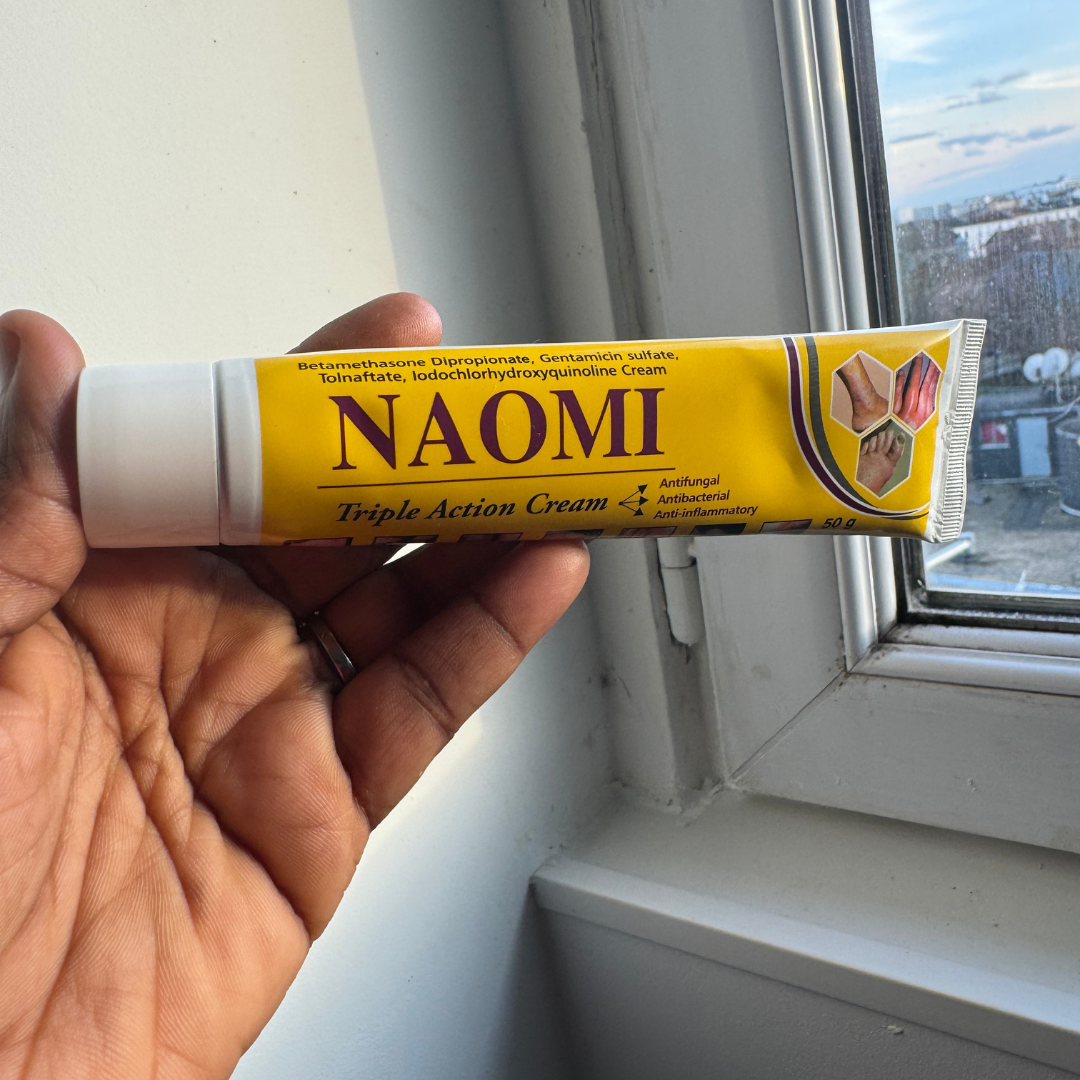 Betamethasone Dipropionate, Gentamicin sulfate,
Tolnaftate, Iodochlorhydroxyquinoline Cream
NAOMI
Triple Action Cream
Antifungal
Antibacterial
Anti-inflammatory
50 g